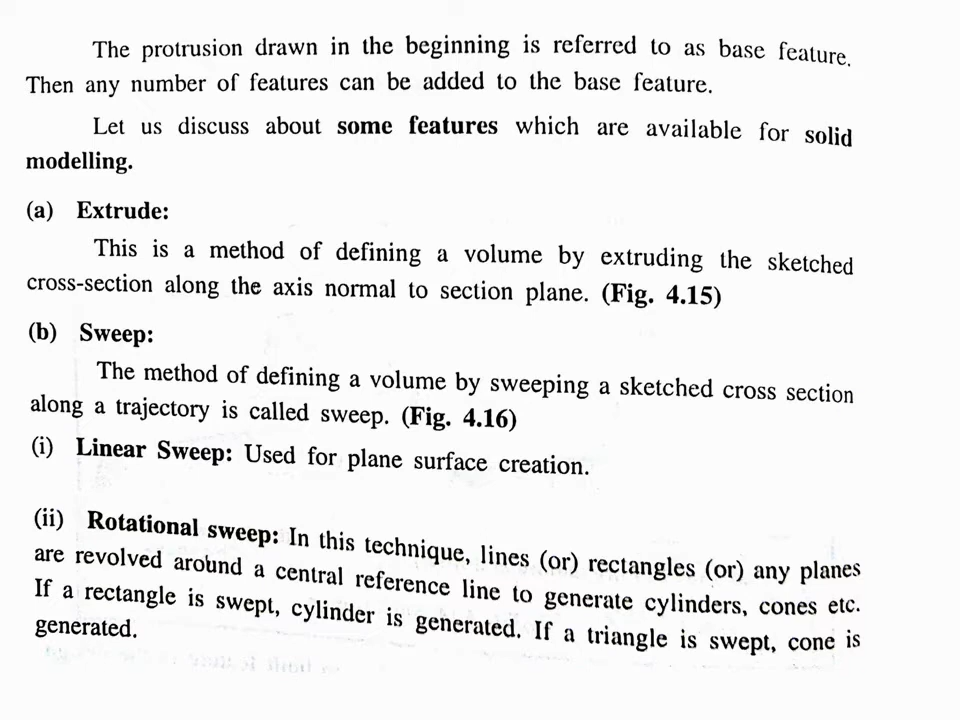 The protrusion drawn in the beginning is referred to as base feature.
Then any number of features can be added to the base feature.
Let us discuss about some features which are available for solid
modelling.
(a) Extrude:
This is a method of defining a volume by extruding the sketched
cross-section along the axis normal to section plane. (Fig. 4.15)
(b) Sweep:
The method of defining a volume by sweeping a sketched cross section
along a trajectory is called sweep. (Fig. 4.16)
(i) Linear Sweep: Used for plane surface creation.
(ii) Rotational sweep: In this technique, lines (or) rectangles (or) any planes
are revolved around a central reference line to generate cylinders, cones etc.
If a rectangle is swept, cylinder is generated. If a triangle is swept, cone is
generated.